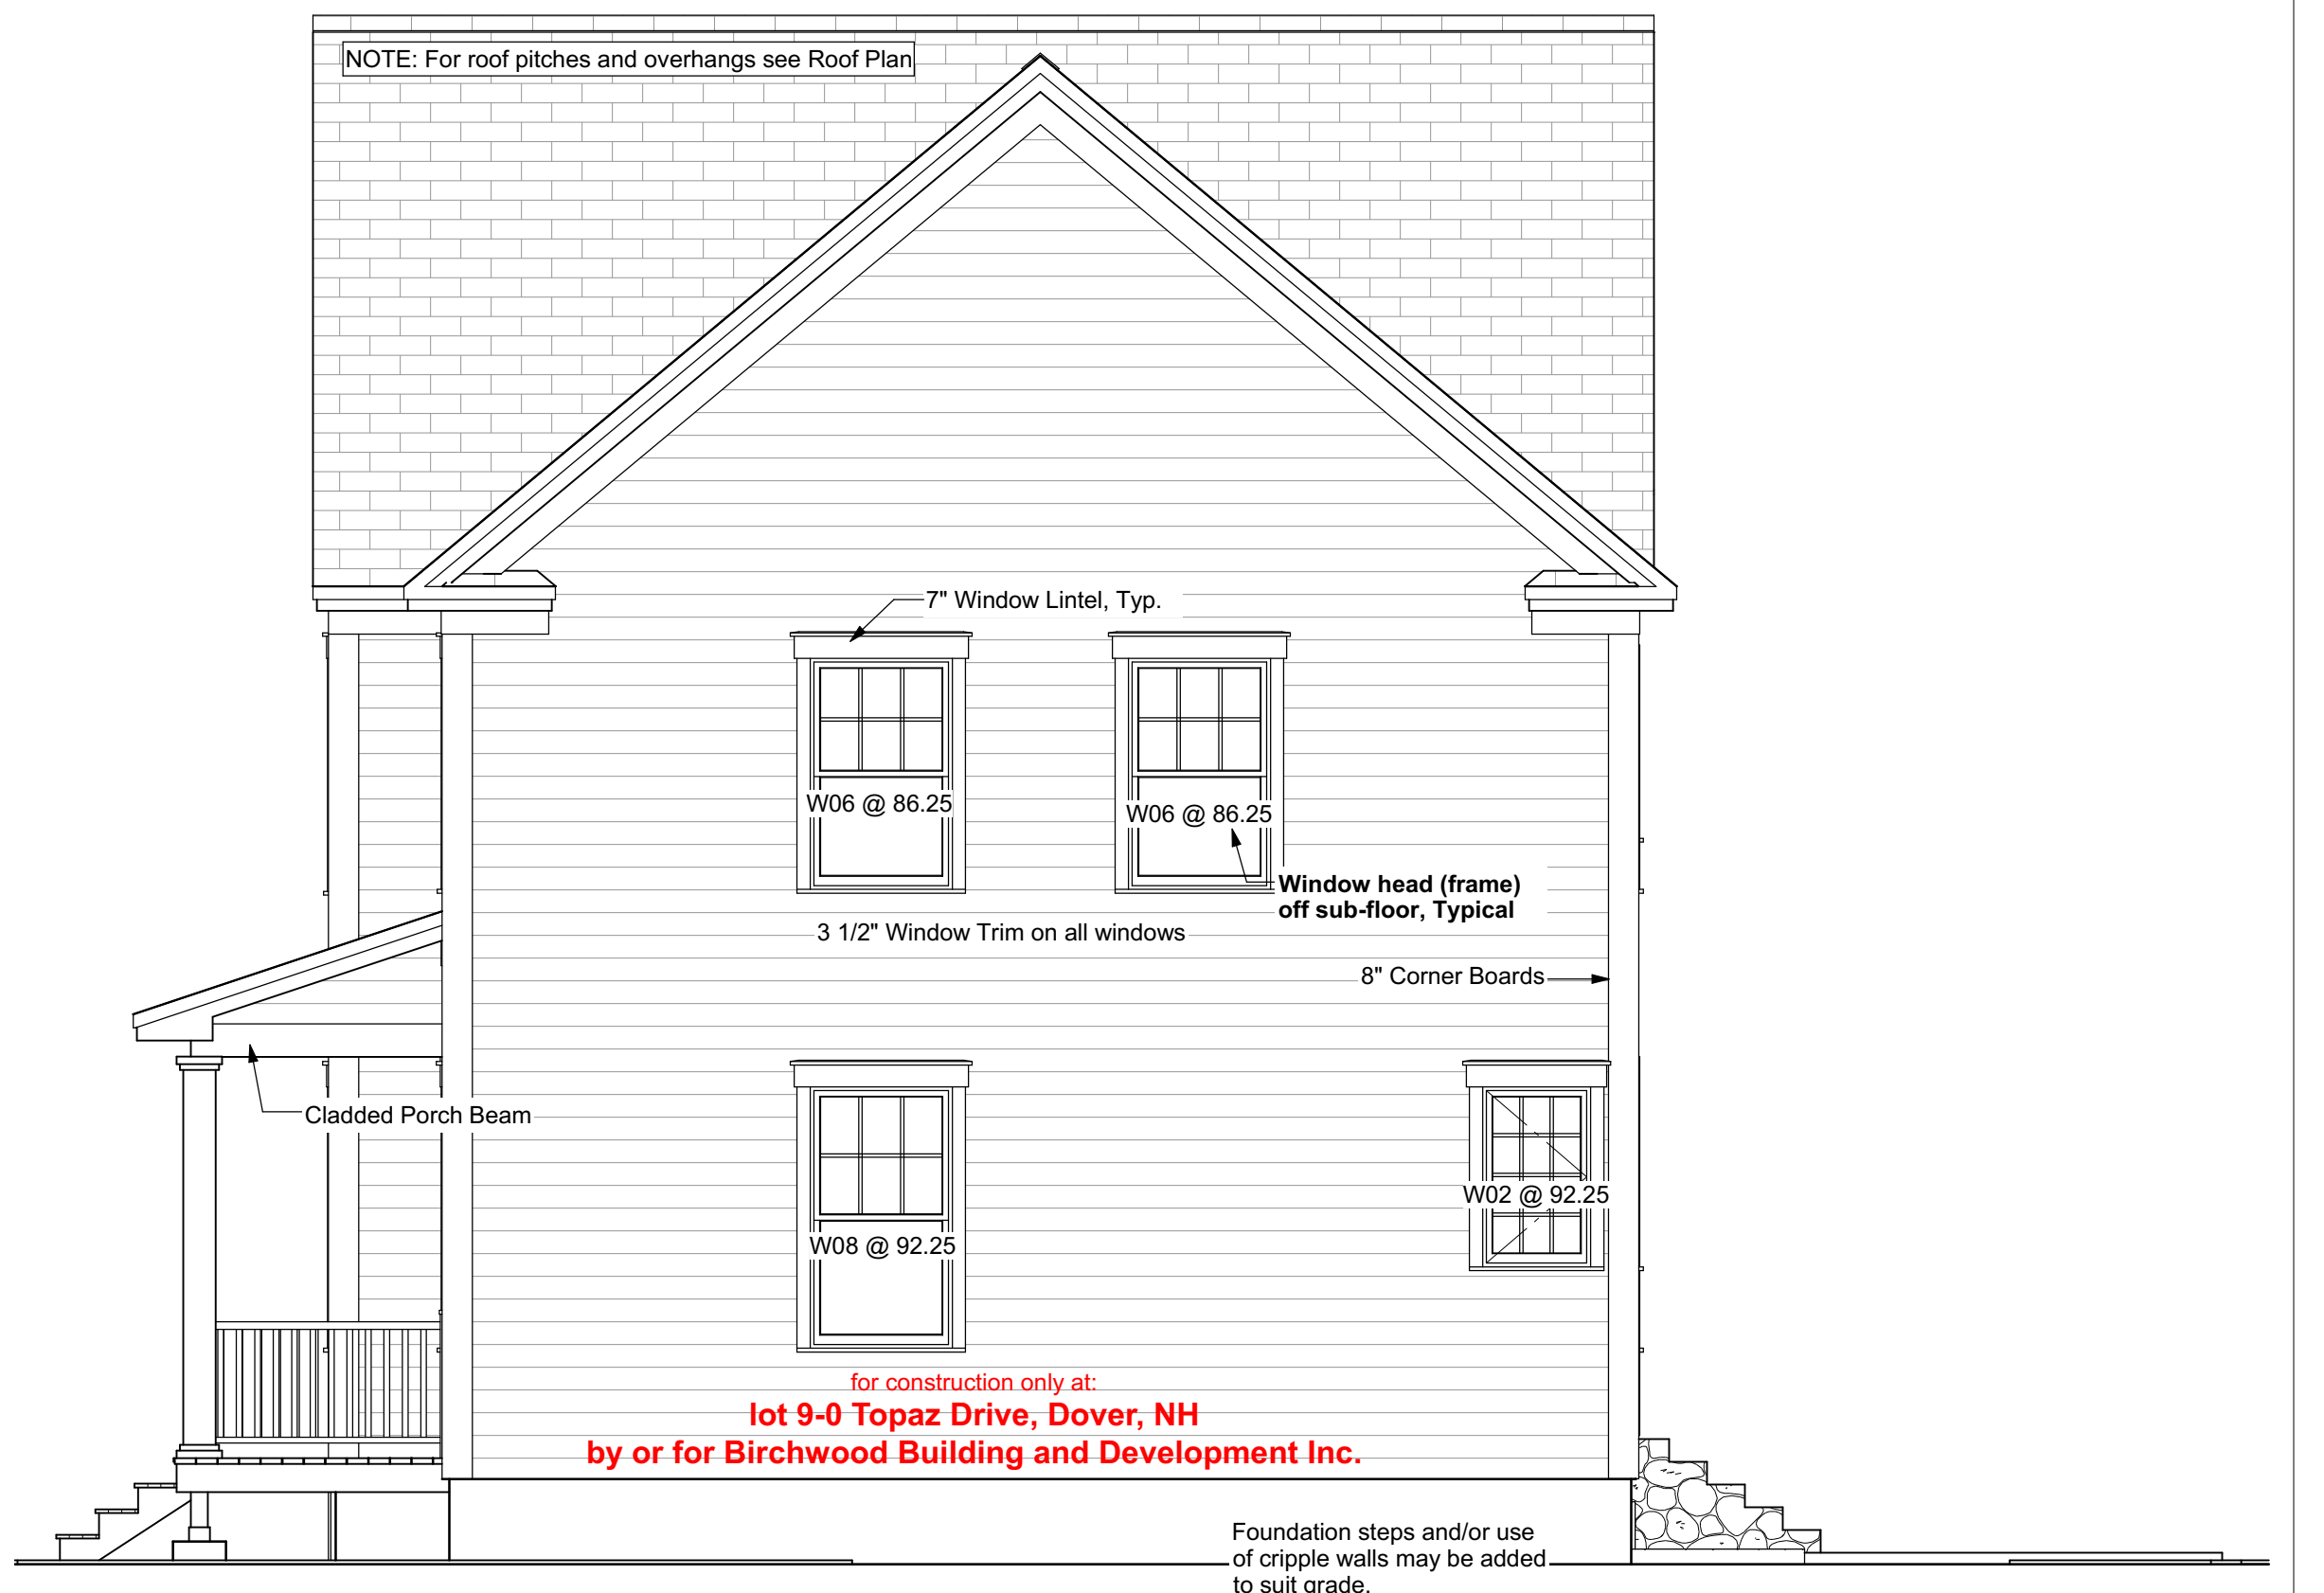 NOTE: For roof pitches and overhangs see Roof Plan
7" Window Lintel, Typ.
W06 @ 86.25
W06 @ 86.25
Window head (frame)
off sub-floor, Typical
3 1/2" Window Trim on all windows
8" Corner Boards
Cladded Porch Beam
W02 @ 92.25
W08 @ 92.25
for construction only at:
lot 9-0 Topaz Drive, Dover, NH
by or for Birchwood Building and Development Inc.
Foundation steps and/or use
of cripple walls may be added
to suit grade.